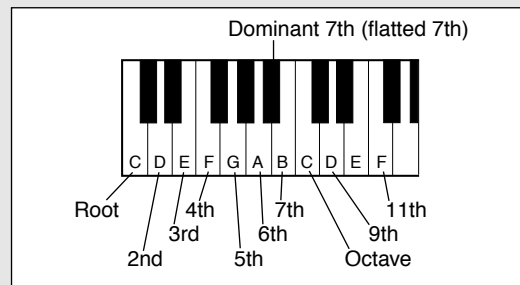 Dominant 7th (flatted 7th)
C D E F G A B C D E F
Root 4th 7th 11th
3rd 6th 9th
2nd 5th Octave